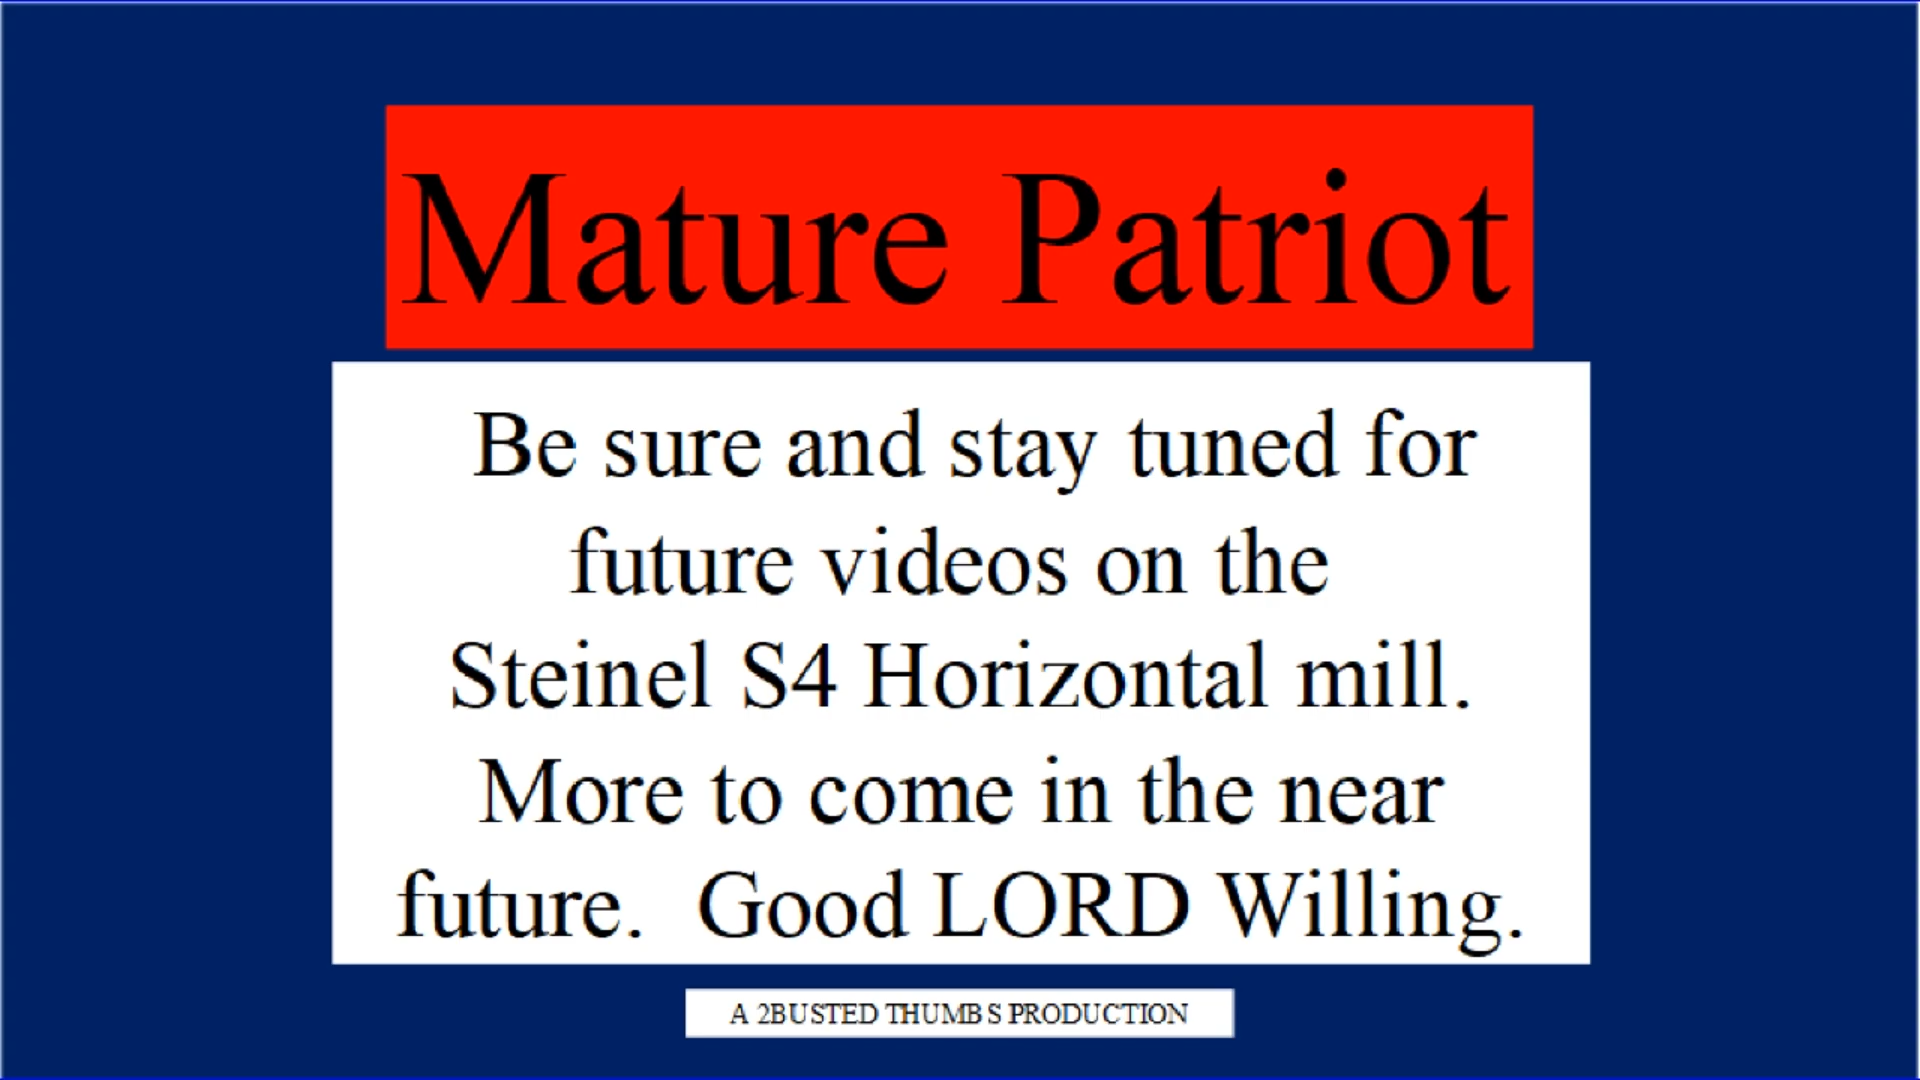 Mature Patriot
Be sure and stay tuned for
future videos on the
Steinel S4 Horizontal mill.
More to come in the near
future.  Good LORD Willing.
A 2BUSTED THUMBS PRODUCTION